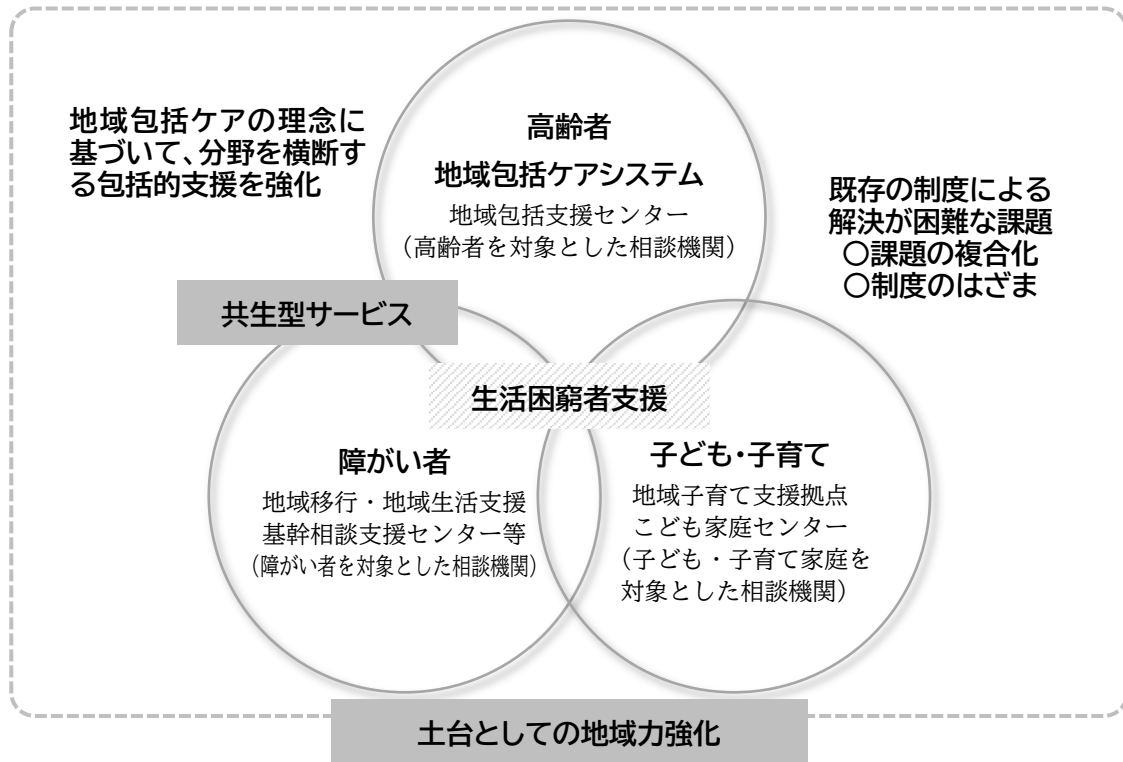 地域包括ケアの理念に
基づいて、分野を横断す
る包括的支援を強化
高齢者
地域包括ケアシステム
地域包括支援センター
（高齢者を対象とした相談機関）
既存の制度による
解決が困難な課題
〇課題の複合化
〇制度のはざま
共生型サービス
生活困窮者支援
障がい者
地域移行・地域生活支援
基幹相談支援センター等
（障がい者を対象とした相談機関）
子ども・子育て
地域子育て支援拠点
こども家庭センター
（子ども・子育て家庭を
対象とした相談機関）
土台としての地域力強化